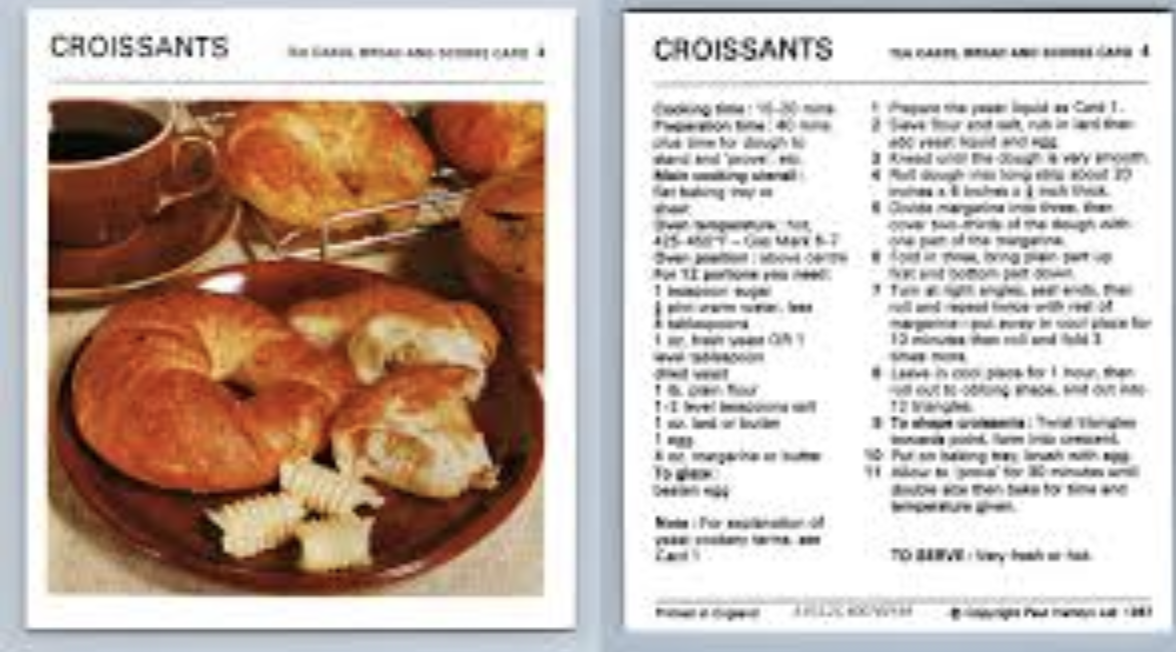 CROISSANTS
TEA CAKES, BREAD AND SCONES CARD 4
CROISSANTS
TEA CAKES, BREAD AND SCONES CARD 4
Cooking time: 15-20 mins
Preparation time: 40 mins
plus time for dough to
stand and 'prove', etc.
Main cooking utensil:
flat baking tray or
sheet
Oven temperature: hot,
425-450°F - Gas Mark 6-7
Oven position: above centre
For 12 portions you need:
1 teaspoon sugar
pint warm water, less
tablespoons
1 oz. fresh yeast OR 1
level tablespoon
dried yeast
1 lb. plain flour
1-2 level teaspoons salt
1 oz. lard or butter
1 egg
oz. margarine or butter
To glaze:
beaten egg
Note: For explanation of
yeast cookery terms, see
Card 1
1 Prepare the yeast liquid as Card 1.
2 Sieve flour and salt, rub in lard then
add yeast liquid and egg.
3 Knead until the dough is very smooth.
4 Roll dough into long strip about 20
inches x 8 inches x ¼ inch thick.
5 Divide margarine into three, then
cover two-thirds of the dough with
one part of the margarine.
6 Fold in three, bring plain part up
first and bottom part down.
7 Turn at right angles, seal ends, then
roll and repeat twice with rest of
margarine - put away in cool place for
10 minutes then roll and fold 3
times more.
8 Leave in cool place for 1 hour, then
roll out to oblong shape, and cut into
12 triangles.
9 To shape croissants: Twist triangles
towards point, form into crescent.
10 Put on baking tray, brush with egg.
11 Allow to 'prove' for 30 minutes until
double size then bake for time and
temperature given.
TO SERVE: Very fresh or hot.
Printed in England
© Copyright Paul Hamlyn Ltd 1967